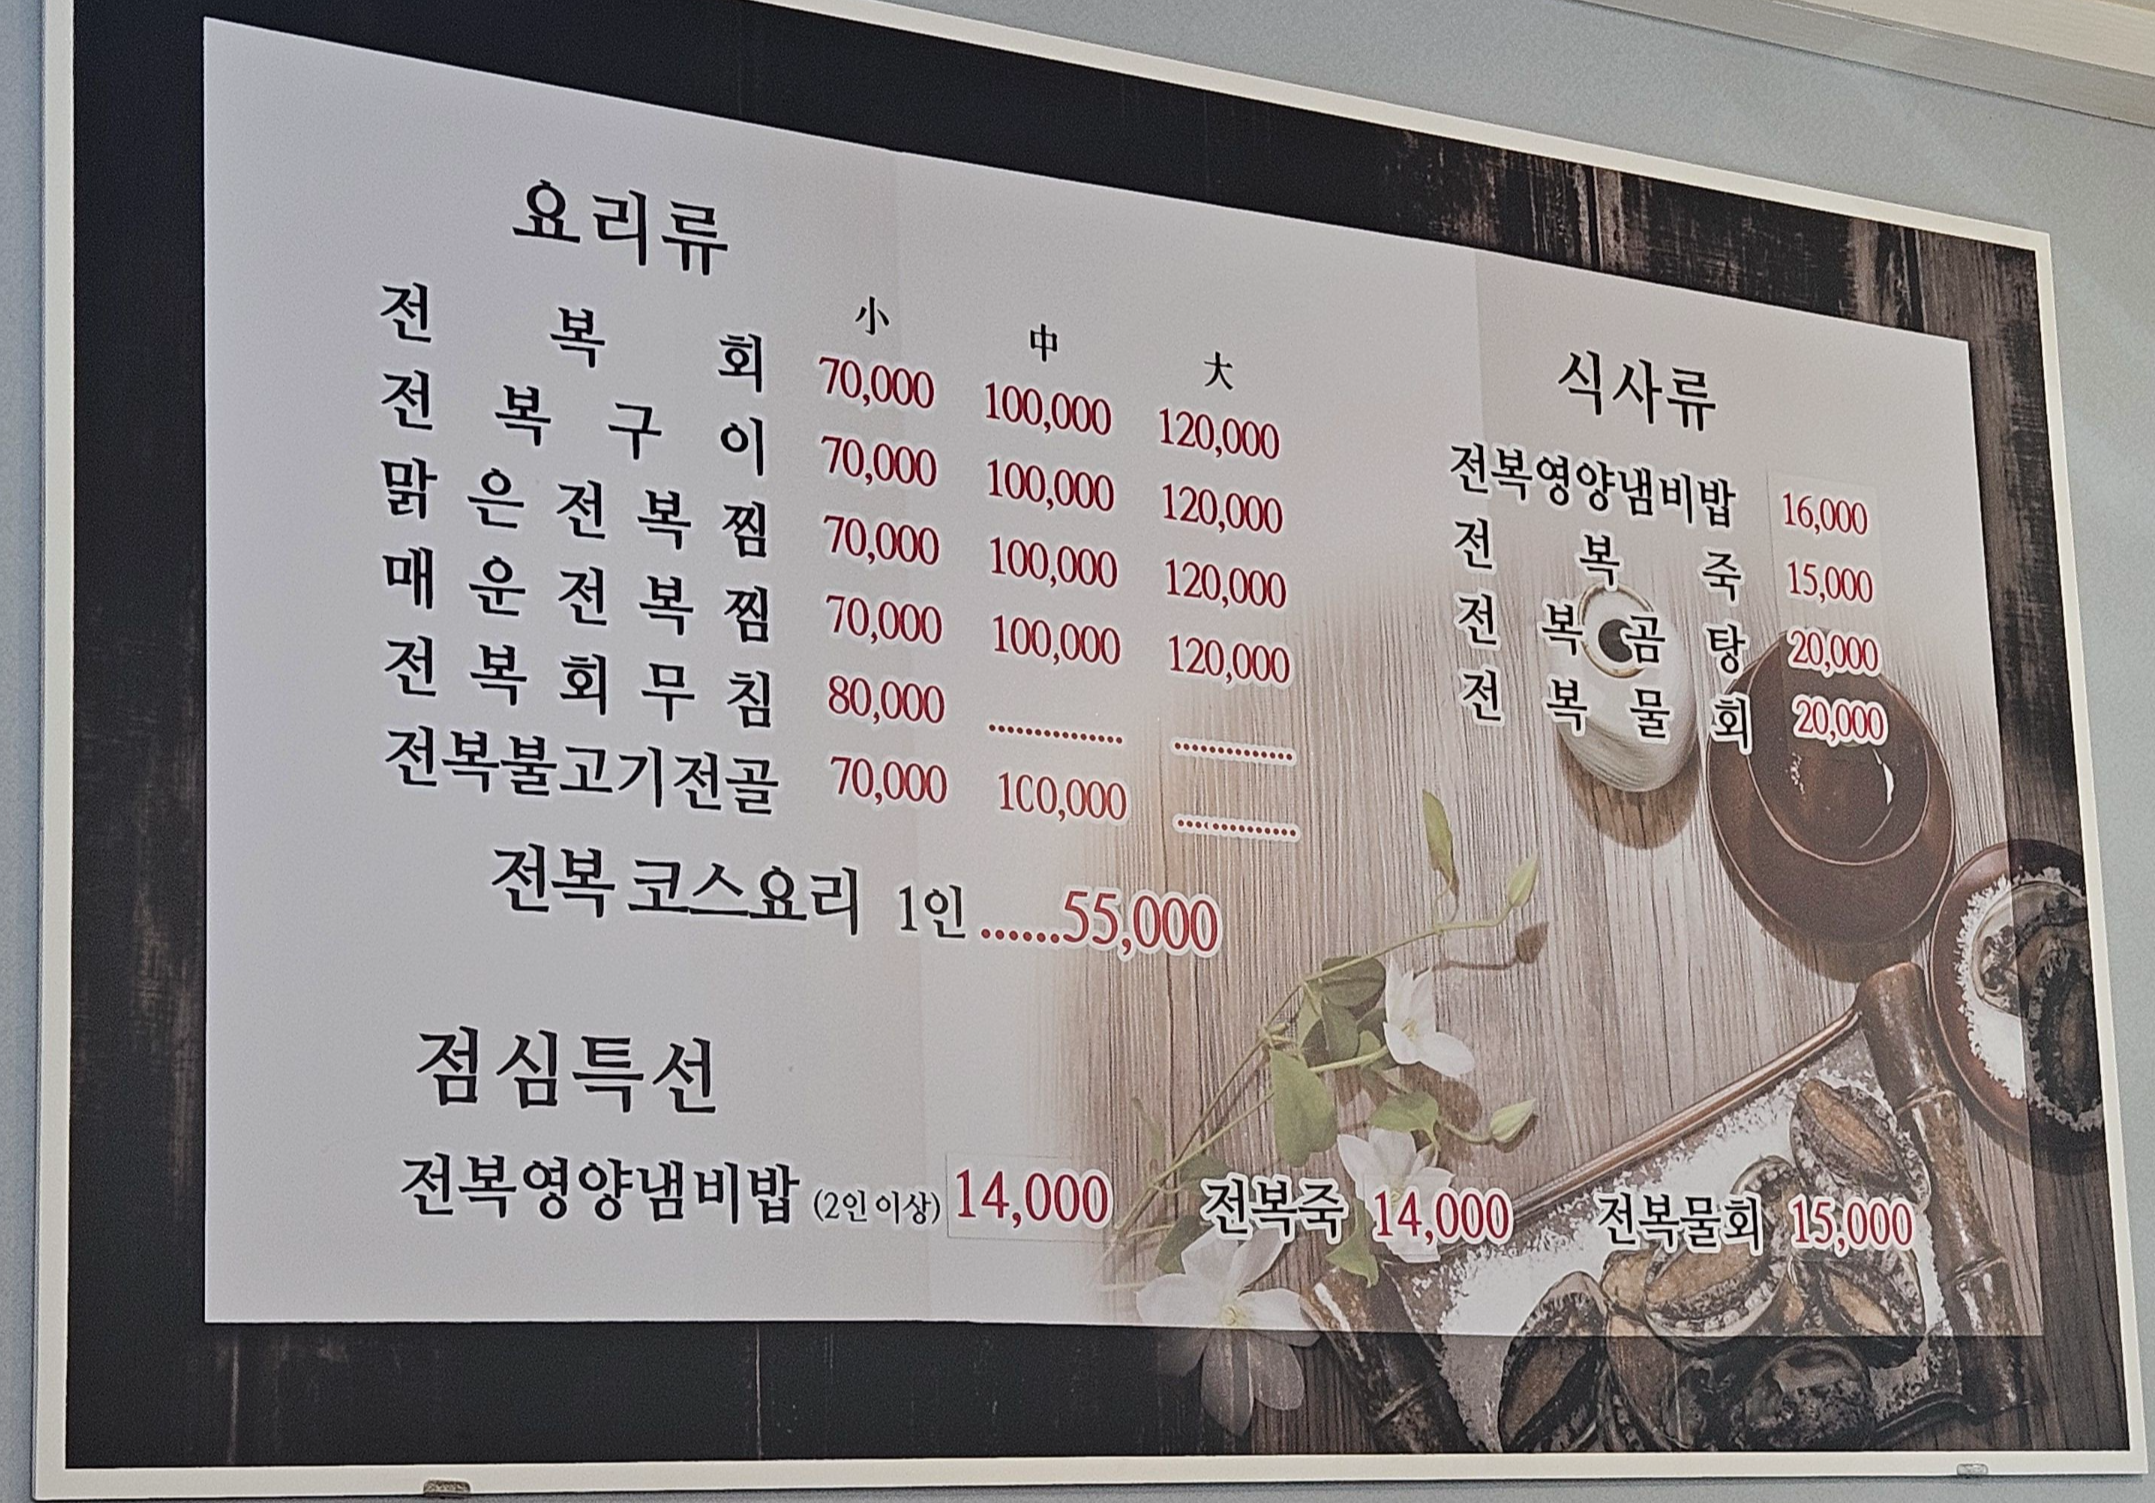 요리류
小 中 大
전복회 70,000 100,000 120,000
전복구이 70,000 100,000 120,000
맑은전복찜 70,000 100,000 120,000
매운전복찜 70,000 100,000 120,000
전복회무침 80,000 .............. ..............
전복불고기전골 70,000 100,000 ..............
전복 코스요리 1인 ......55,000
식사류
전복영양냄비밥 16,000
전복죽 15,000
전복곰탕 20,000
전복물회 20,000
점심특선
전복영양냄비밥 (2인 이상) 14,000 전복죽 14,000 전복물회 15,000